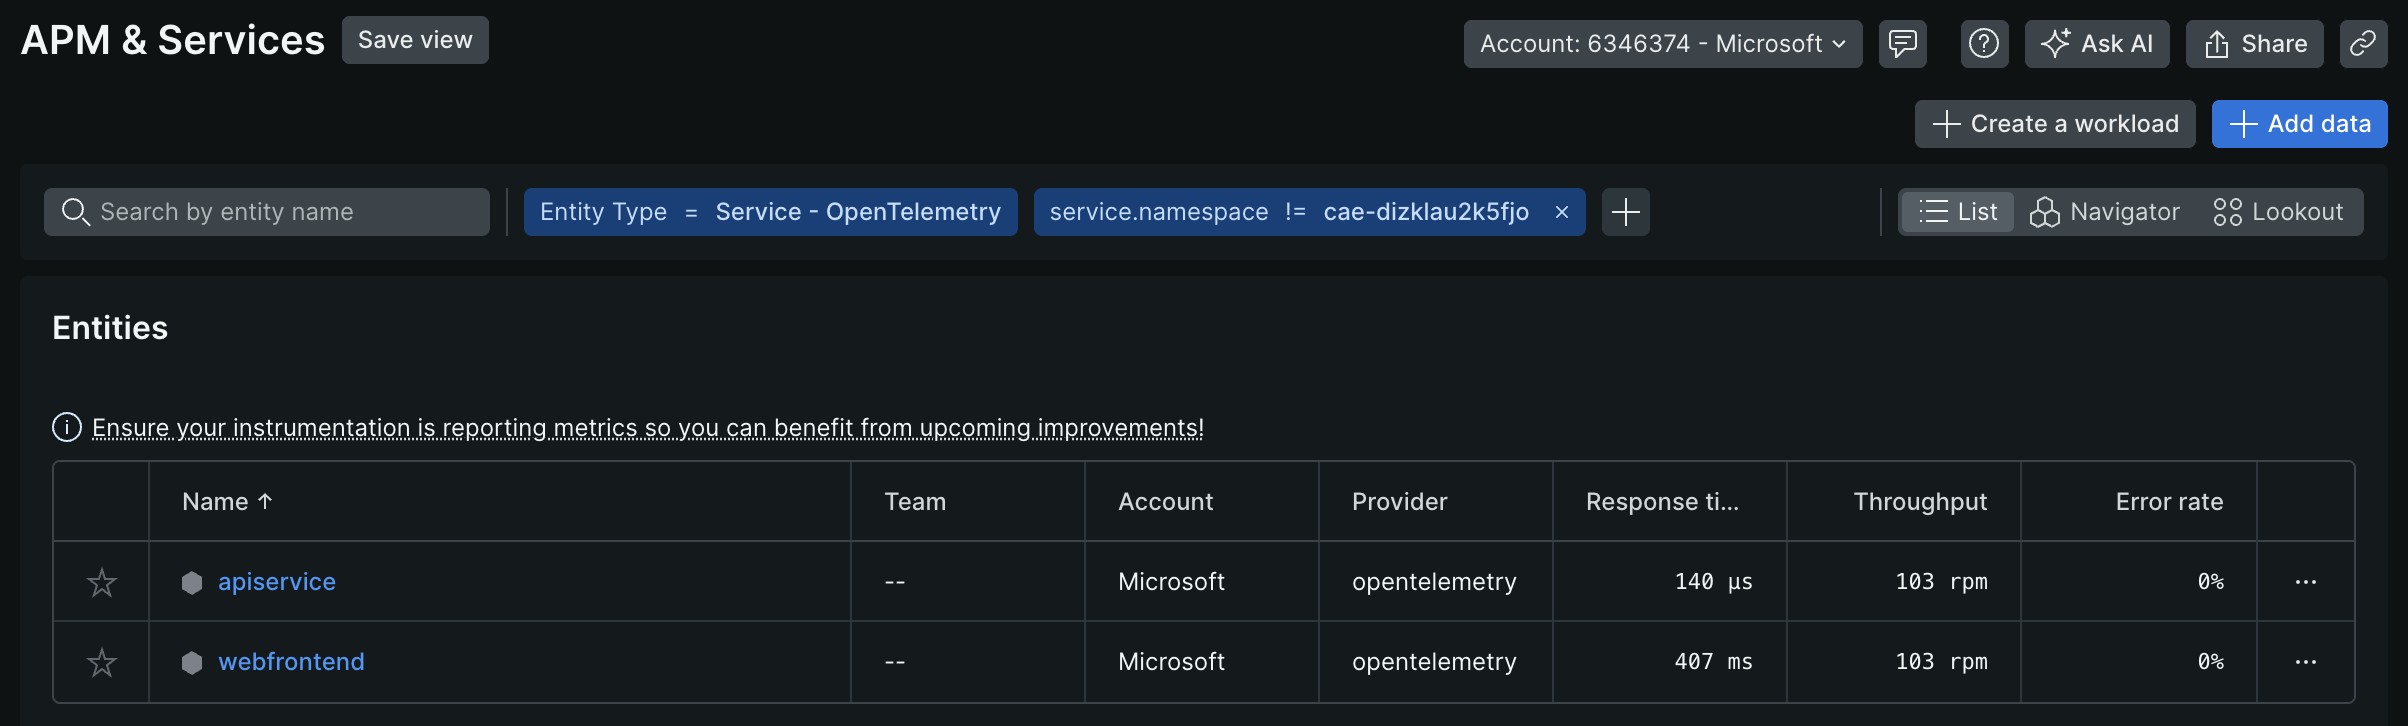 APM & Services
Save view
Account: 6346374 - Microsoft
Ask AI
Share
Create a workload
Add data
Search by entity name
Entity Type = Service - OpenTelemetry
service.namespace != cae-dizklau2k5fjo ×
List
Navigator
Lookout
Entities
Ensure your instrumentation is reporting metrics so you can benefit from upcoming improvements!
Name ↑ Team Account Provider Response ti... Throughput Error rate
apiservice -- Microsoft opentelemetry 140 µs 103 rpm 0% ...
webfrontend -- Microsoft opentelemetry 407 ms 103 rpm 0% ...